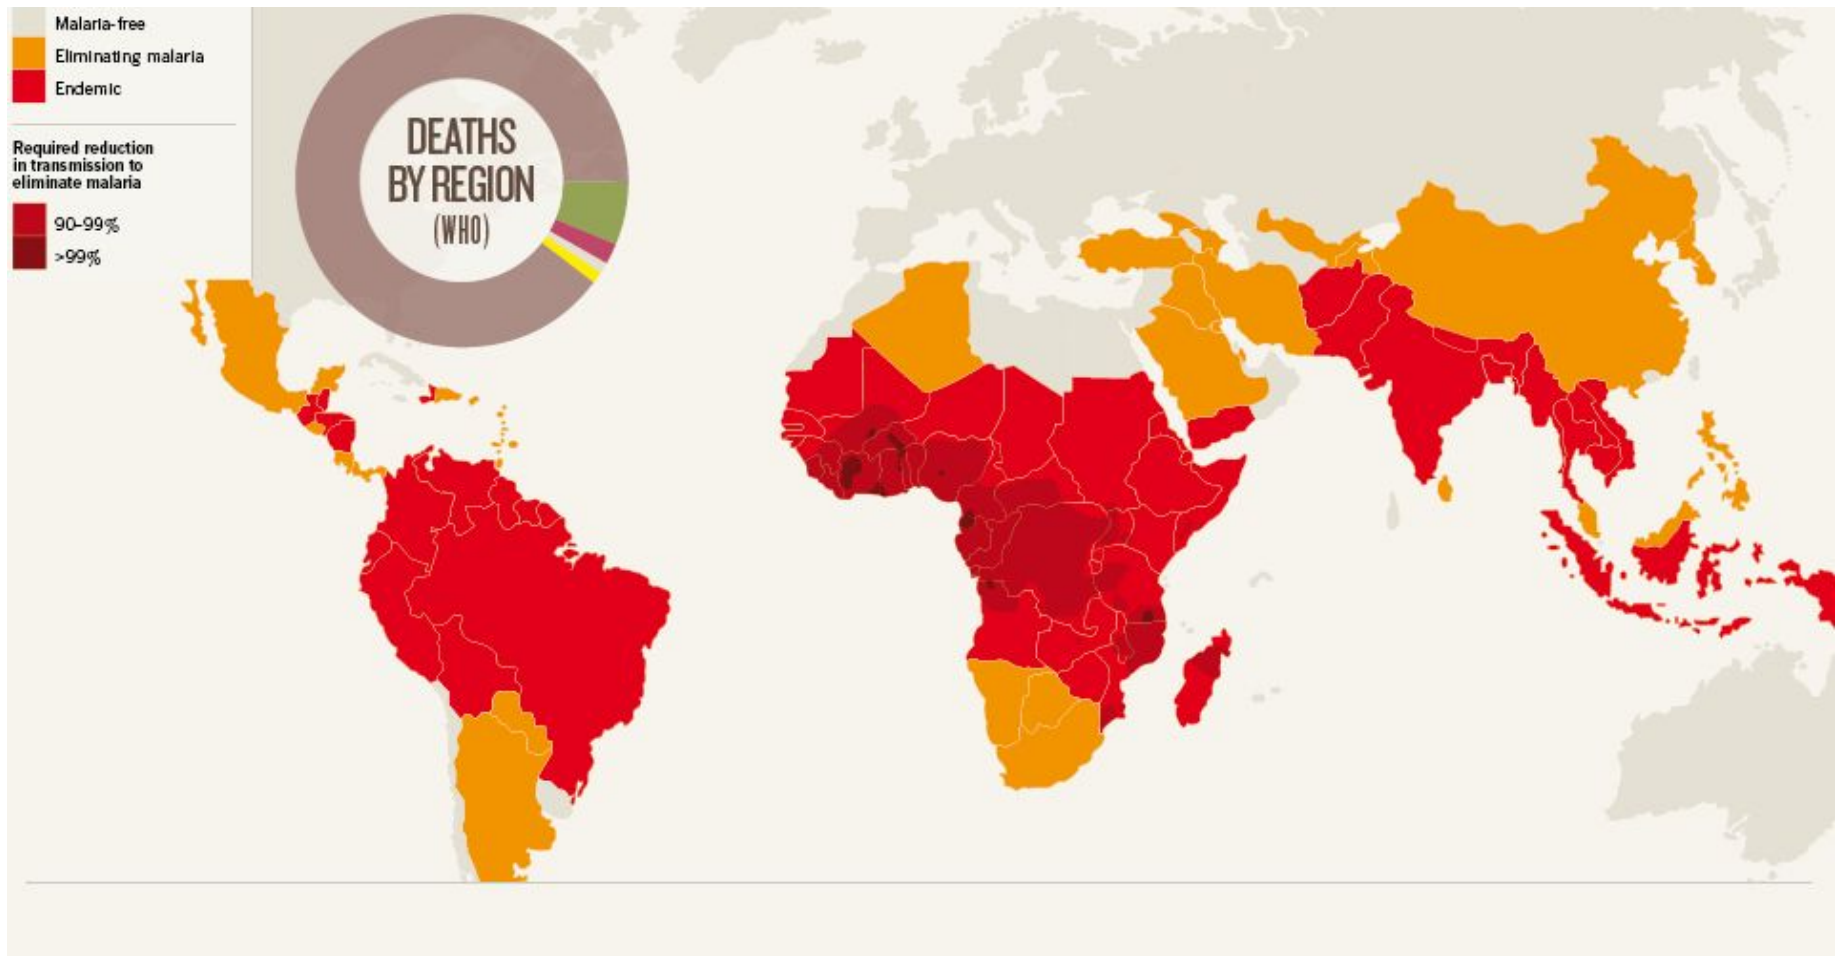 Malaria-free
Eliminating malaria
Endemic
Required reduction
in transmission to
eliminate malaria
90-99%
>99%
DEATHS
BY REGION
(WHO)